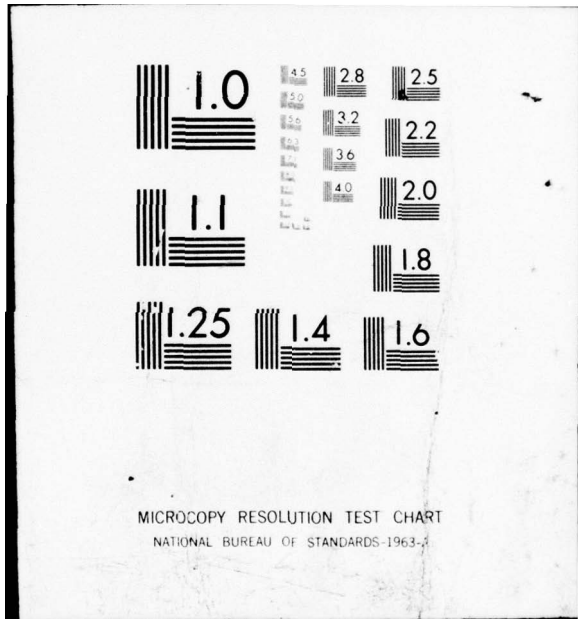 1.0 4.5 2.8 2.5
5.0
5.6 3.2 2.2
6.3
3.6
1.1 4.0 2.0
1.8
1.25 1.4 1.6
MICROCOPY RESOLUTION TEST CHART
NATIONAL BUREAU OF STANDARDS-1963-